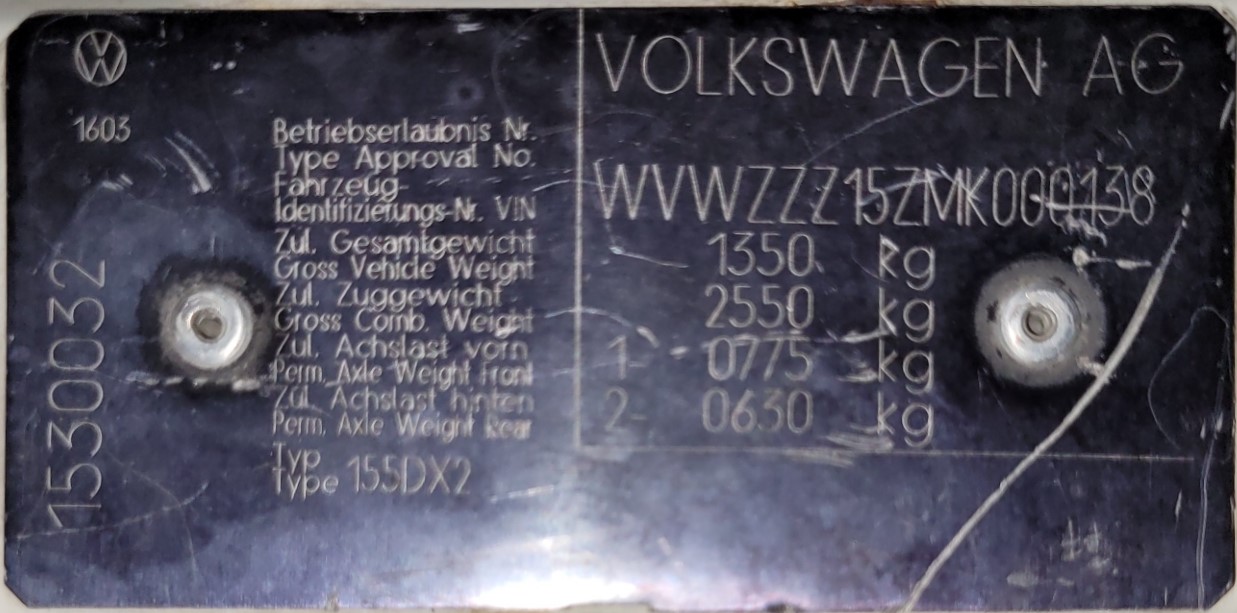 VOLKSWAGEN AG
1603
Betriebserlaubnis Nr.
Type Approval No.
Fahrzeug-
Identifizierungs-Nr. VIN WVWZZZ15ZMK000138
Zul. Gesamtgewicht
Gross Vehicle Weight 1350 kg
Zul. Zuggewicht
Gross Comb. Weight 2550 kg
Zul. Achslast vorn
Perm. Axle Weight Front 1- 0775 kg
Zul. Achslast hinten
Perm. Axle Weight Rear 2- 0630 kg
Typ
Type 155DX2
1530032